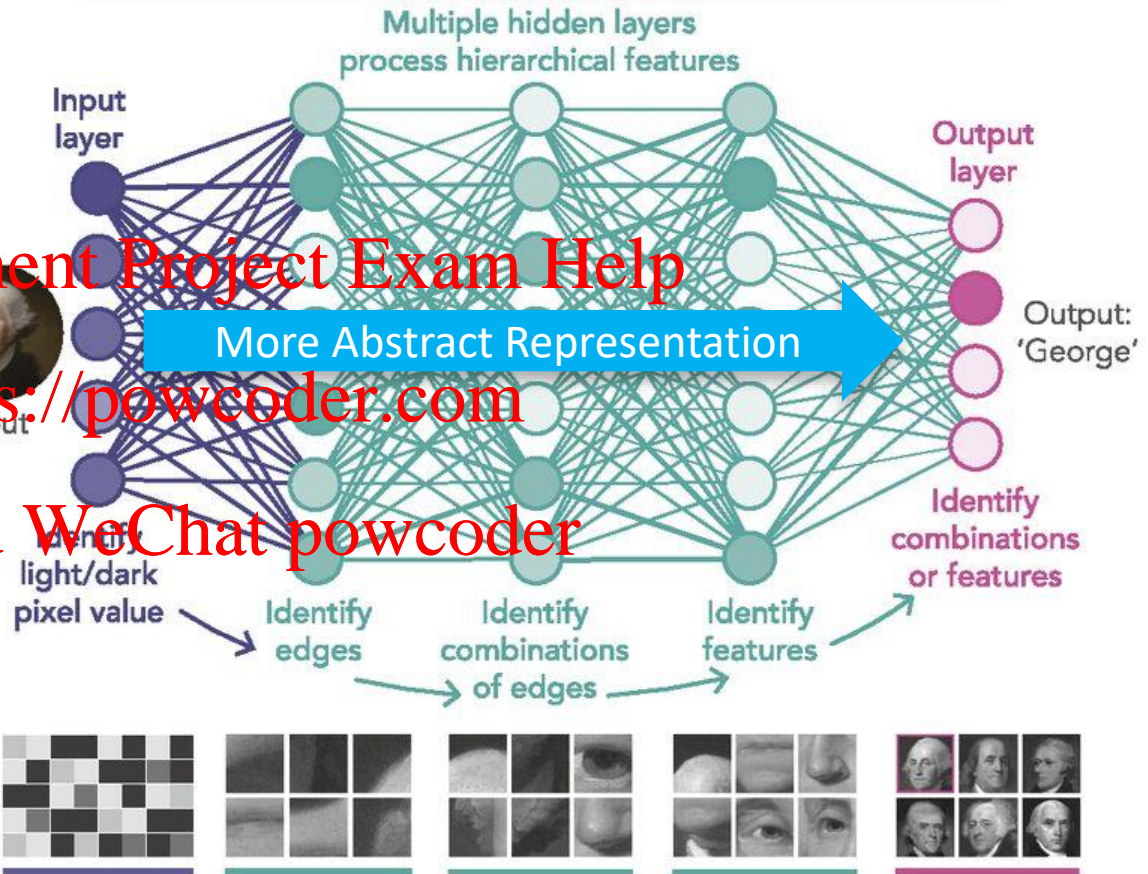 Multiple hidden layers
process hierarchical features
Input
layer
Output
layer
Project Exam Help
More Abstract Representation
Output:
'George'
s://powcoder.com
WeChat powcoder
Identify
light/dark
pixel value
Identify
edges
Identify
combinations
of edges
Identify
features
Identify
combinations
or features